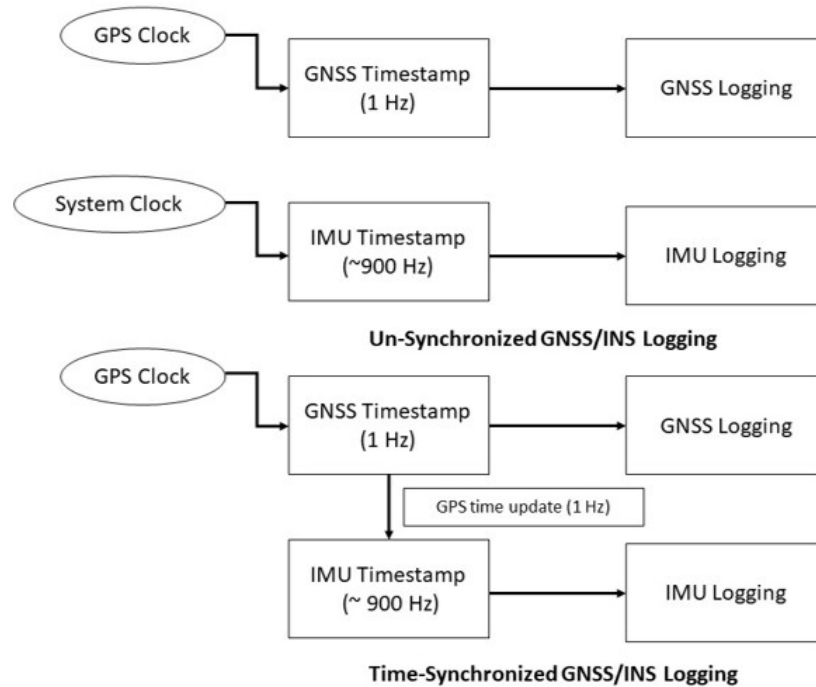 GPS Clock
GNSS Timestamp
(1 Hz)
GNSS Logging
System Clock
IMU Timestamp
(~900 Hz)
IMU Logging
Un-Synchronized GNSS/INS Logging
GPS Clock
GNSS Timestamp
(1 Hz)
GNSS Logging
GPS time update (1 Hz)
IMU Timestamp
(~ 900 Hz)
IMU Logging
Time-Synchronized GNSS/INS Logging